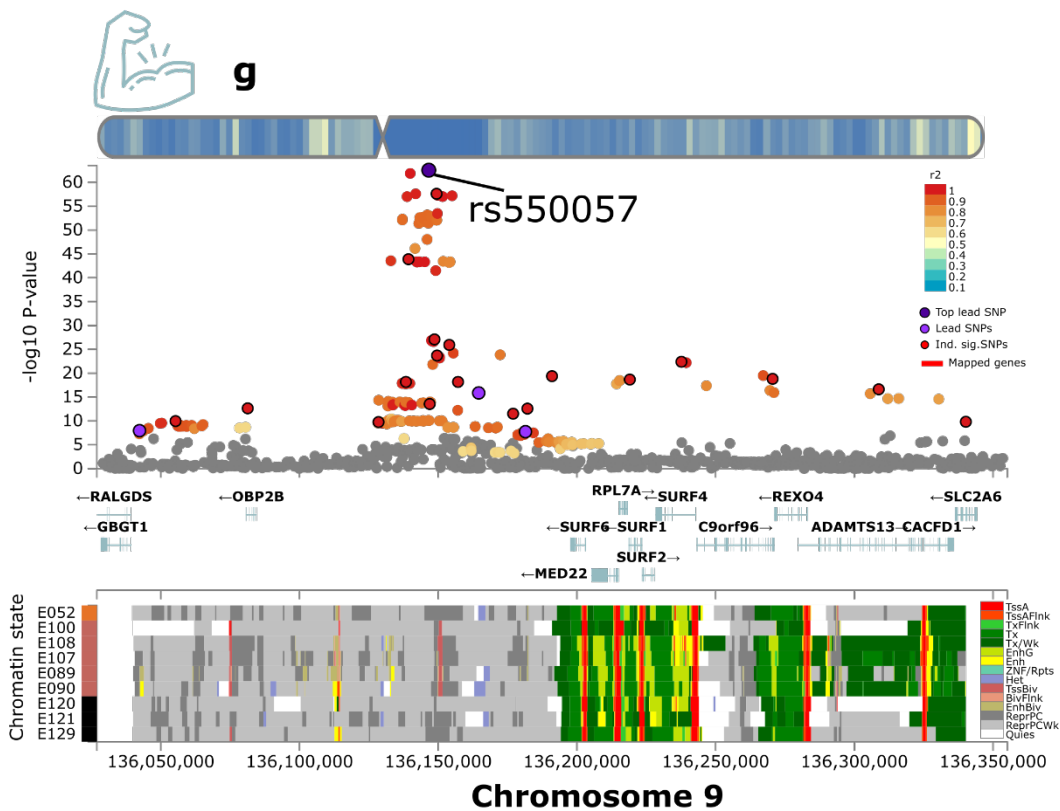 g
60
55
50
45
40
35
30
25
20
15
10
5
0
-log10 P-value
rs550057
r2
1
0.9
0.8
0.7
0.6
0.5
0.4
0.3
0.2
0.1
Top lead SNP
Lead SNPs
Ind. sig.SNPs
Mapped genes
←RALGDS
←OBP2B
RPL7A→
←SURF4
←REXO4
←SLC2A6
←GBGT1
←SURF6
←SURF1
C9orf96→
ADAMTS13→
CACFD1→
←MED22
SURF2→
Chromatin state
E052
E100
E108
E107
E089
E090
E120
E121
E129
TssA
TssAFlnk
TxFlnk
Tx
Tx/Wk
EnhG
Enh
ZNF/Rpts
Het
TssBiv
BivFlnk
EnhBiv
ReprPC
ReprPCWk
Quies
136,050,000
136,100,000
136,150,000
136,200,000
136,250,000
136,300,000
136,350,000
Chromosome 9